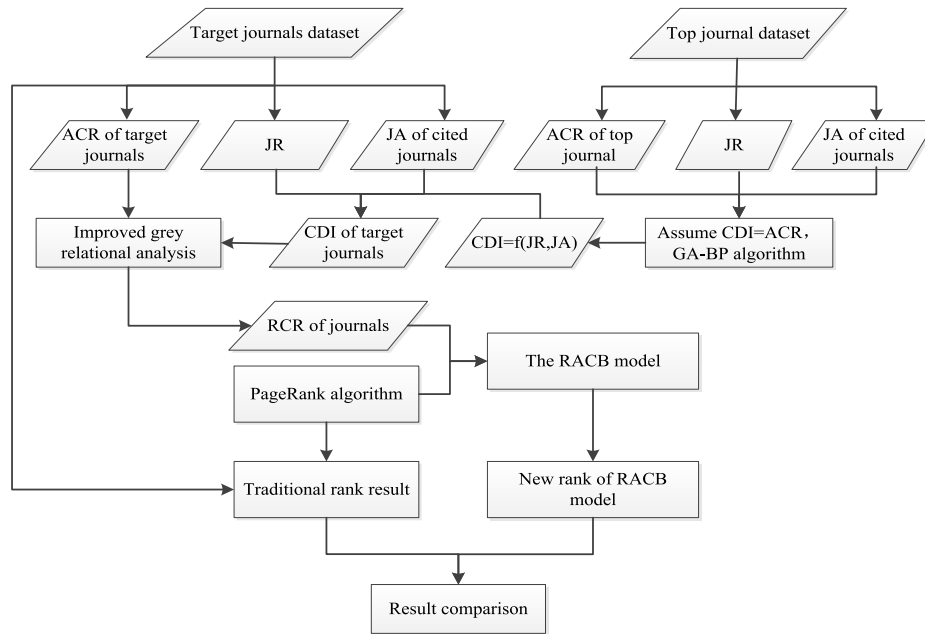 Target journals dataset
Top journal dataset
ACR of target
journals
JR
JA of cited
journals
ACR of top
journal
JR
JA of cited
journals
Improved grey
relational analysis
CDI of target
journals
CDI=f(JR,JA)
Assume CDI=ACR，
GA-BP algorithm
RCR of journals
The RACB model
PageRank algorithm
Traditional rank result
New rank of RACB
model
Result comparison